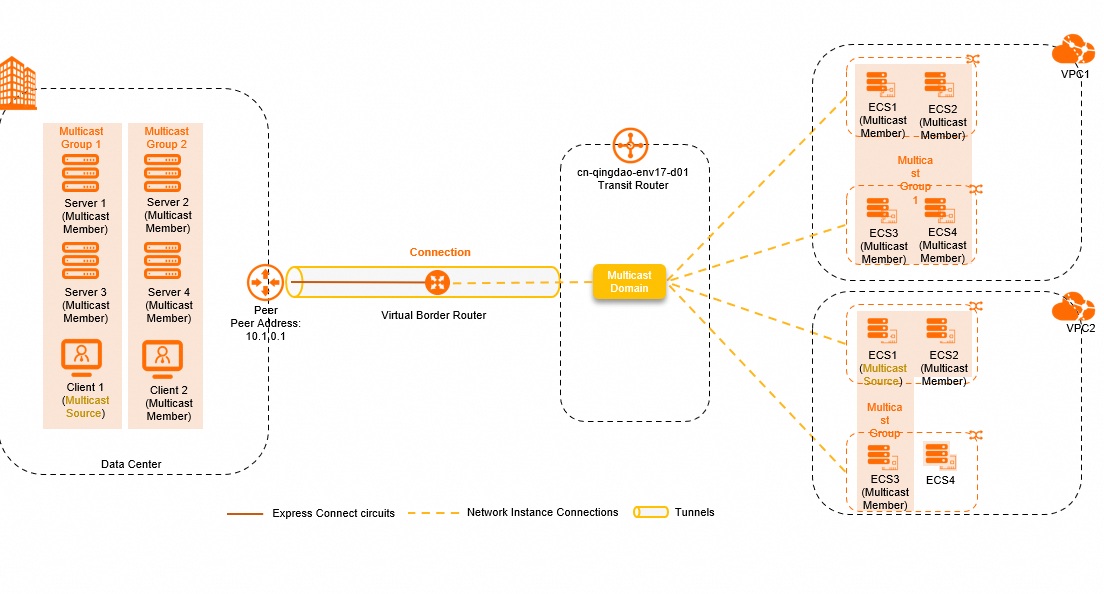 Multicast
Group 1
Server 1
(Multicast
Member)
Server 3
(Multicast
Member)
Client 1
(Multicast
Source)
Multicast
Group 2
Server 2
(Multicast
Member)
Server 4
(Multicast
Member)
Client 2
(Multicast
Member)
Data Center
Peer
Peer Address:
10.1.0.1
Connection
Virtual Border Router
cn-qingdao-env17-d01
Transit Router
Multicast
Domain
VPC1
ECS1
(Multicast
Member)
ECS2
(Multicast
Member)
Multica
st
Group
1
ECS3
(Multicast
Member)
ECS4
(Multicast
Member)
VPC2
ECS1
(Multicast
Source)
ECS2
(Multicast
Member)
Multica
st
Group
ECS3
(Multicast
Member)
ECS4
Express Connect circuits
Network Instance Connections
Tunnels